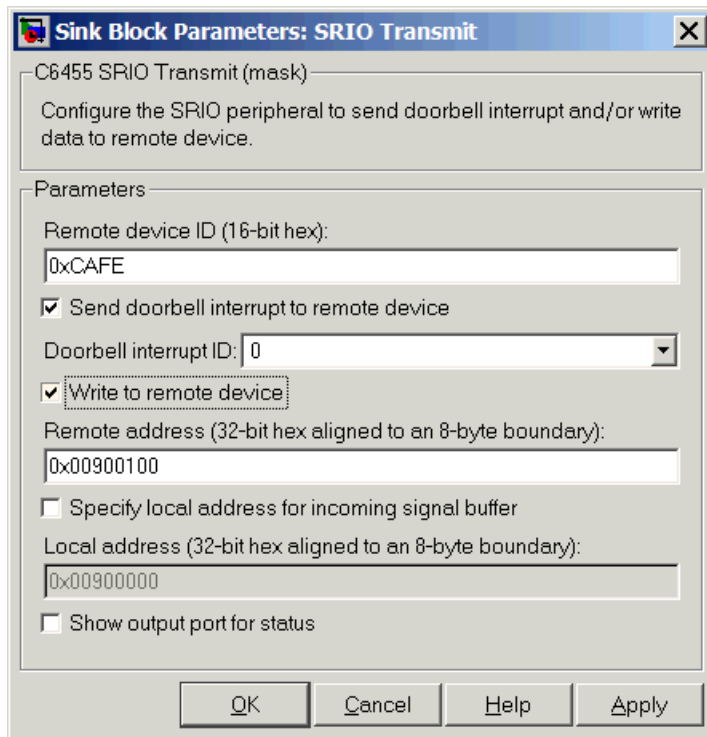 Sink Block Parameters: SRIO Transmit
C6455 SRIO Transmit (mask)
Configure the SRIO peripheral to send doorbell interrupt and/or write
data to remote device.
Parameters
Remote device ID (16-bit hex):
0xCAFE
Send doorbell interrupt to remote device
Doorbell interrupt ID: 0
Write to remote device
Remote address (32-bit hex aligned to an 8-byte boundary):
0x00900100
Specify local address for incoming signal buffer
Local address (32-bit hex aligned to an 8-byte boundary):
0x00900000
Show output port for status
OK Cancel Help Apply